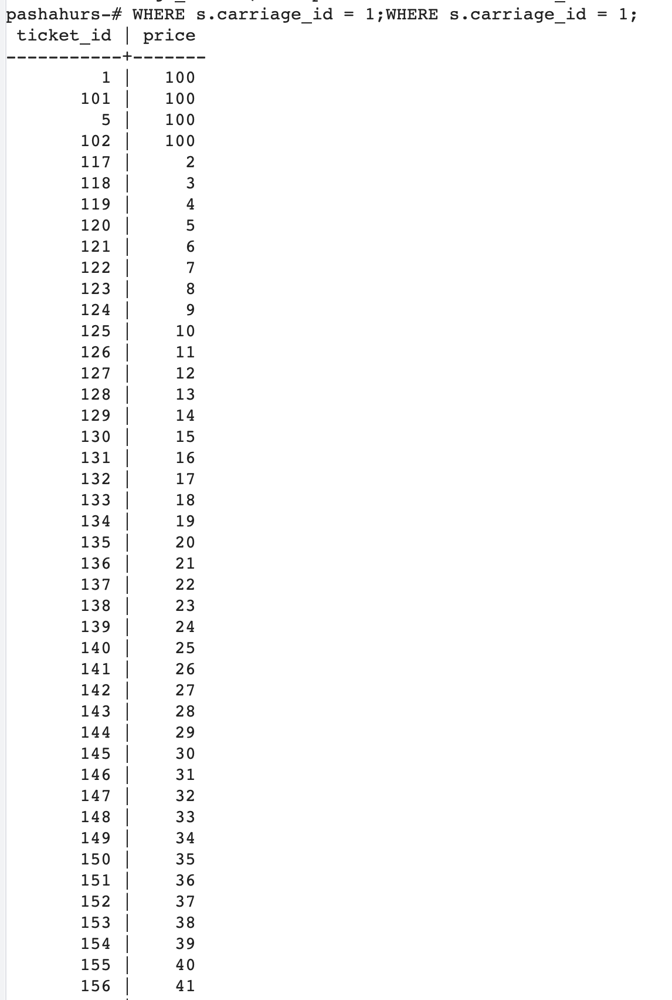 pashahurs-# WHERE s.carriage_id = 1;WHERE s.carriage_id = 1;
 ticket_id | price
-----------+-------
         1 |   100
       101 |   100
         5 |   100
       102 |   100
       117 |     2
       118 |     3
       119 |     4
       120 |     5
       121 |     6
       122 |     7
       123 |     8
       124 |     9
       125 |    10
       126 |    11
       127 |    12
       128 |    13
       129 |    14
       130 |    15
       131 |    16
       132 |    17
       133 |    18
       134 |    19
       135 |    20
       136 |    21
       137 |    22
       138 |    23
       139 |    24
       140 |    25
       141 |    26
       142 |    27
       143 |    28
       144 |    29
       145 |    30
       146 |    31
       147 |    32
       148 |    33
       149 |    34
       150 |    35
       151 |    36
       152 |    37
       153 |    38
       154 |    39
       155 |    40
       156 |    41